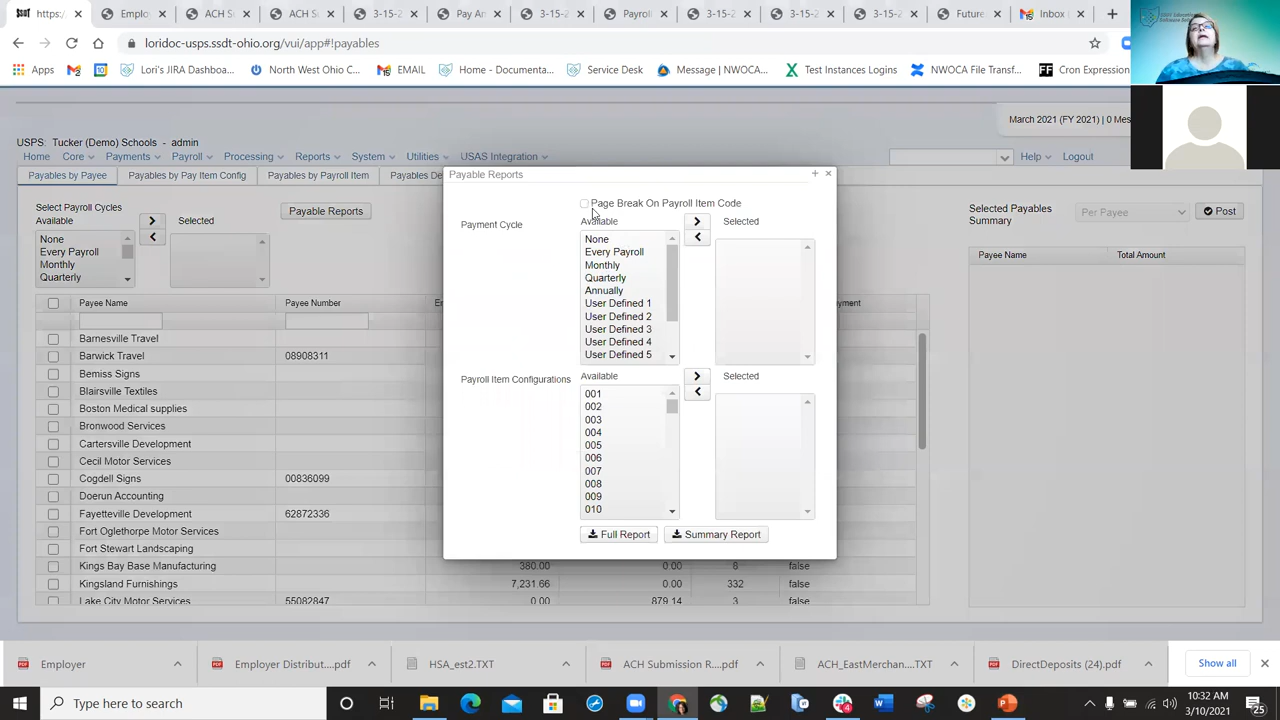 https:/
Employ
ACH S
ACH Su
3-15-2
Pay Ite
3-15-2
Payroll
3-15-2
3-15-2
3-15-2
Future
Inbox (
loridoc-usps.ssdt-ohio.org/vui/app#!payables
Apps
Lori's JIRA Dashboa...
North West Ohio C...
EMAIL
Home - Documenta...
Service Desk
Message | NWOCA...
Test Instances Logins
NWOCA File Transf...
Cron Expression
March 2021 (FY 2021) | 0 Mes
USPS: Tucker (Demo) Schools - admin
Home Core Payments Payroll Processing Reports System Utilities USAS Integration Help Logout
Payables by Payee
Payables by Pay Item Config
Payables by Payroll Item
Payables De
Select Payroll Cycles
Available
Selected
Payable Reports
None
Every Payroll
Monthly
Quarterly
Selected Payables
Summary
Per Payee
Post
Payee Name
Total Amount
Payee Name
Payee Number
Barnesville Travel
Barwick Travel 08908311
Bemiss Signs
Blairsville Textiles
Boston Medical supplies
Bronwood Services
Cartersville Development
Cecil Motor Services
Cogdell Signs 00836099
Doerun Accounting
Fayetteville Development 62872336
Fort Oglethorpe Motor Services
Fort Stewart Landscaping
Kings Bay Base Manufacturing 380.00 0.00 8 false
Kingsland Furnishings 7,231.66 0.00 332 false
Lake City Motor Services 55082847 0.00 879.14 3 false
Payable Reports
Page Break On Payroll Item Code
Payment Cycle
Available
Selected
None
Every Payroll
Monthly
Quarterly
Annually
User Defined 1
User Defined 2
User Defined 3
User Defined 4
User Defined 5
Payroll Item Configurations
Available
Selected
001
002
003
004
005
006
007
008
009
010
Full Report
Summary Report
Employer
Employer Distribut....pdf
HSA_est2.TXT
ACH Submission R....pdf
ACH_EastMerchan....TXT
DirectDeposits (24).pdf
Show all
Type here to search
10:32 AM
3/10/2021
25